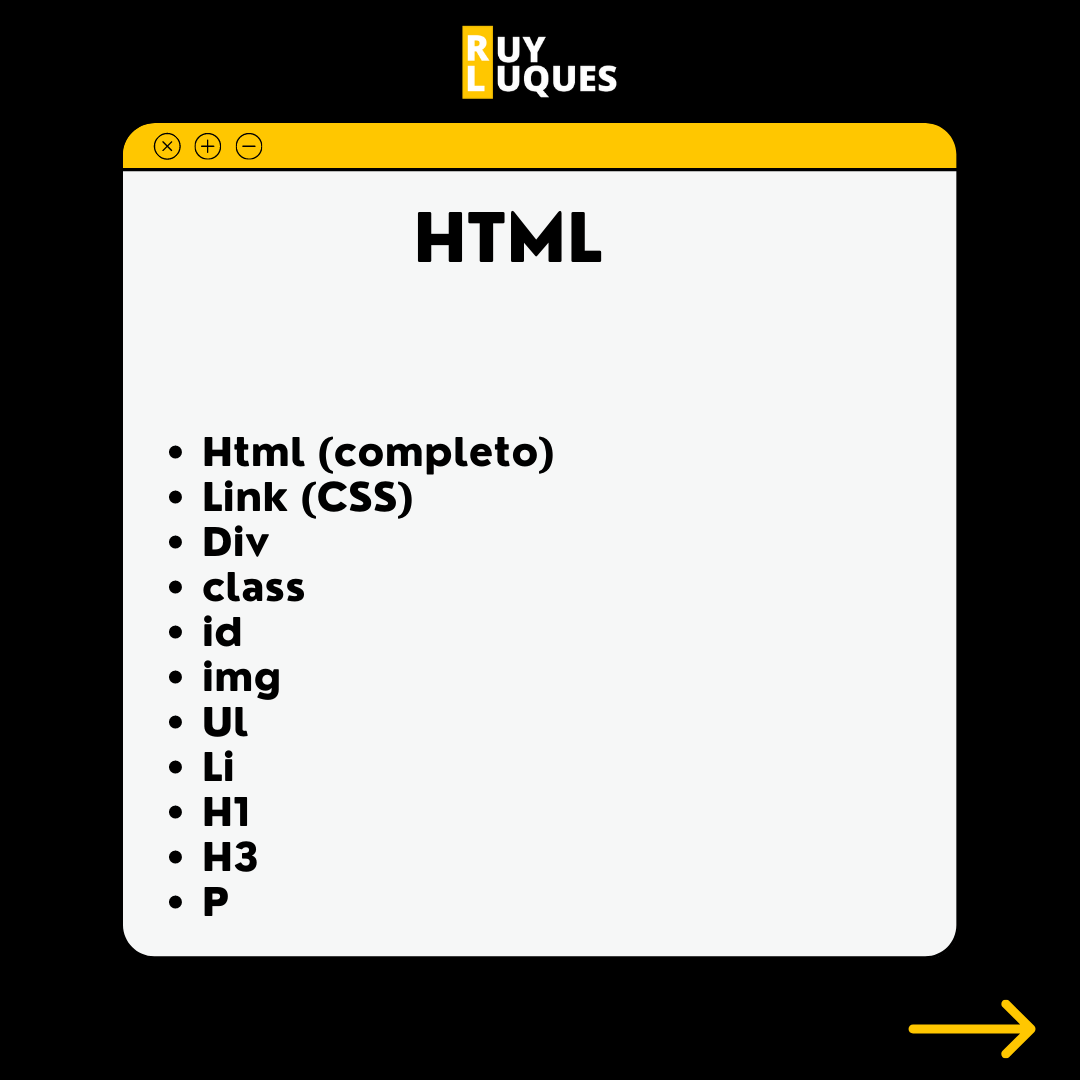 RUY
LUQUES
HTML
• Html (completo)
• Link (CSS)
• Div
• class
• id
• img
• Ul
• Li
• H1
• H3
• P